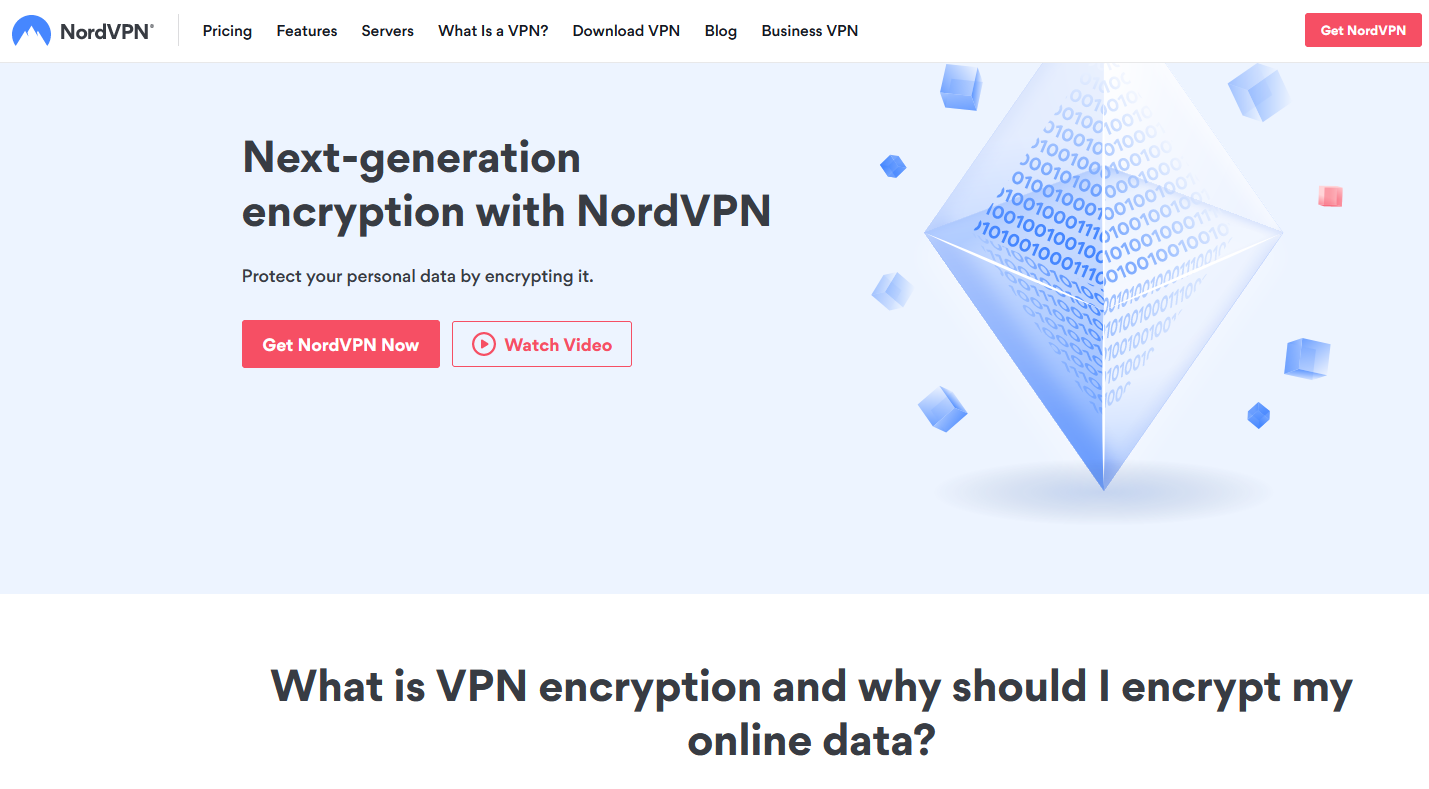 NordVPN®
Pricing
Features
Servers
What Is a VPN?
Download VPN
Blog
Business VPN
Get NordVPN
Next-generation
encryption with NordVPN
Protect your personal data by encrypting it.
Get NordVPN Now
Watch Video
What is VPN encryption and why should I encrypt my
online data?